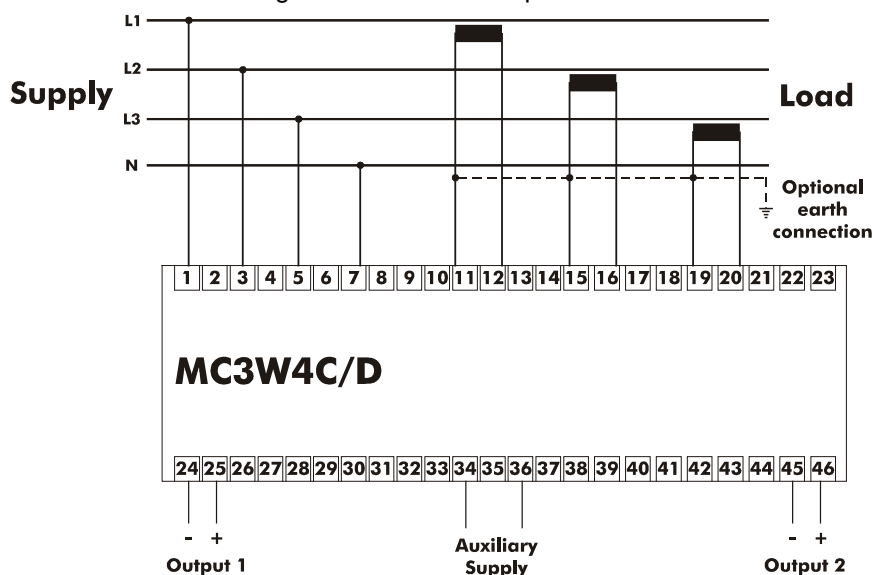 L1
L2
Supply
Load
L3
N
Optional
earth
connection
1 2 3 4 5 6 7 8 9 10 11 12 13 14 15 16 17 18 19 20 21 22 23
MC3W4C/D
24 25 26 27 28 29 30 31 32 33 34 35 36 37 38 39 40 41 42 43 44 45 46
- +
Output 1
Auxiliary
Supply
- +
Output 2